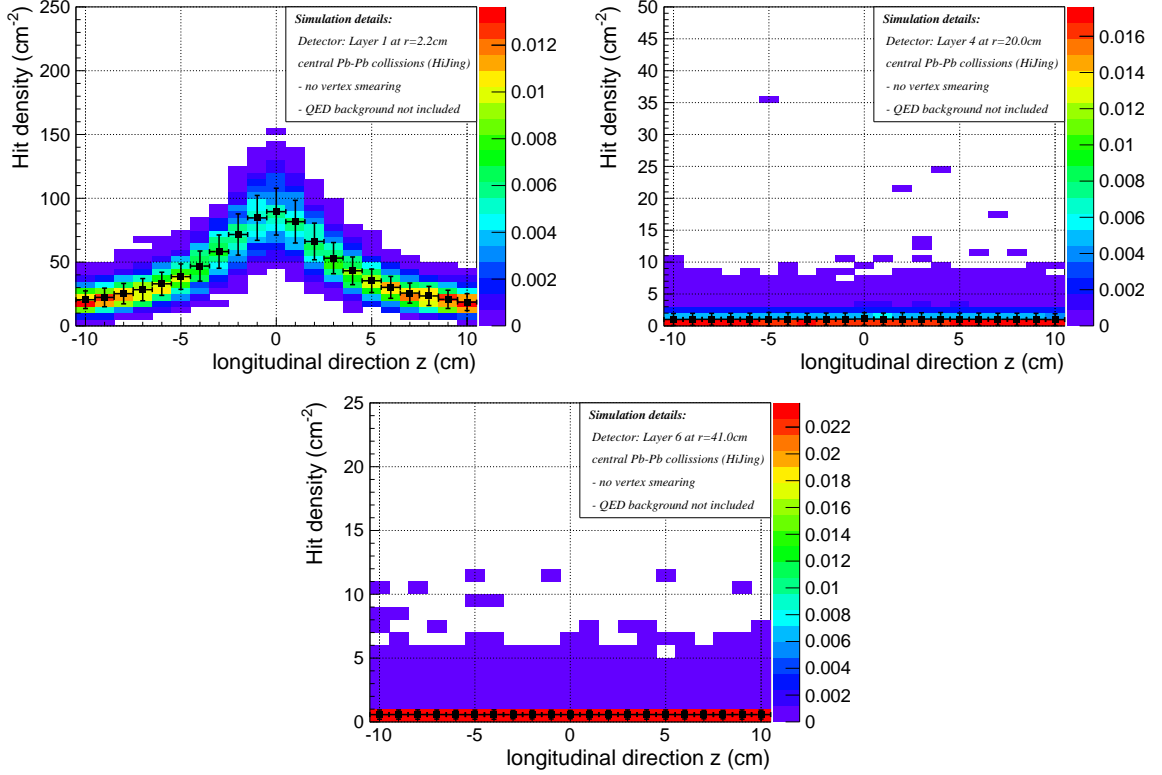 Hit density (cm-2)
250
200
150
100
50
0
-10 -5 0 5 10
longitudinal direction z (cm)
Simulation details:
Detector: Layer 1 at r=2.2cm
central Pb-Pb collissions (HiJing)
- no vertex smearing
- QED background not included
0.012
0.01
0.008
0.006
0.004
0.002
0
Hit density (cm-2)
50
45
40
35
30
25
20
15
10
5
0
-10 -5 0 5 10
longitudinal direction z (cm)
Simulation details:
Detector: Layer 4 at r=20.0cm
central Pb-Pb collissions (HiJing)
- no vertex smearing
- QED background not included
0.016
0.014
0.012
0.01
0.008
0.006
0.004
0.002
0
Hit density (cm-2)
25
20
15
10
5
0
-10 -5 0 5 10
longitudinal direction z (cm)
Simulation details:
Detector: Layer 6 at r=41.0cm
central Pb-Pb collissions (HiJing)
- no vertex smearing
- QED background not included
0.022
0.02
0.018
0.016
0.014
0.012
0.01
0.008
0.006
0.004
0.002
0